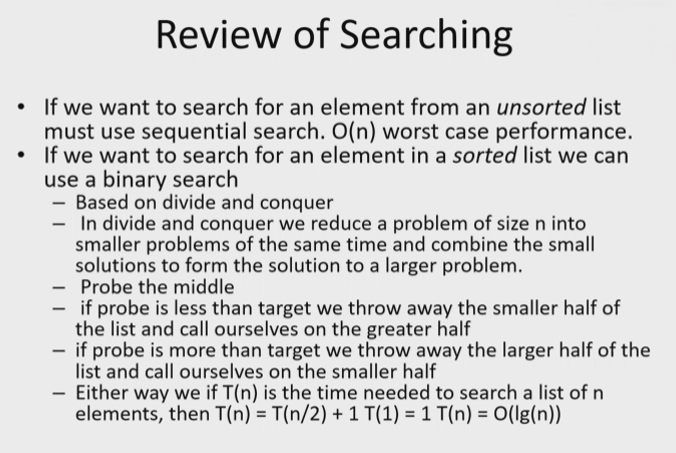 Review of Searching
• If we want to search for an element from an unsorted list
must use sequential search. O(n) worst case performance.
• If we want to search for an element in a sorted list we can
use a binary search
– Based on divide and conquer
– In divide and conquer we reduce a problem of size n into
smaller problems of the same time and combine the small
solutions to form the solution to a larger problem.
– Probe the middle
– if probe is less than target we throw away the smaller half of
the list and call ourselves on the greater half
– if probe is more than target we throw away the larger half of the
list and call ourselves on the smaller half
– Either way we if T(n) is the time needed to search a list of n
elements, then T(n) = T(n/2) + 1 T(1) = 1 T(n) = O(lg(n))